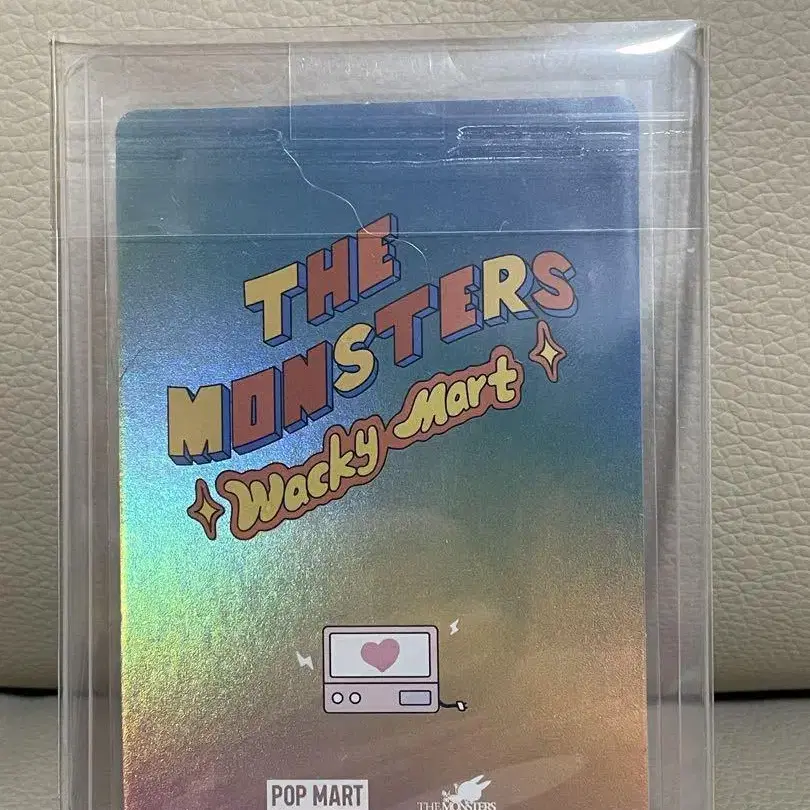 THE
MONSTERS
Wacky Mart
POP MART
THE MONSTERS